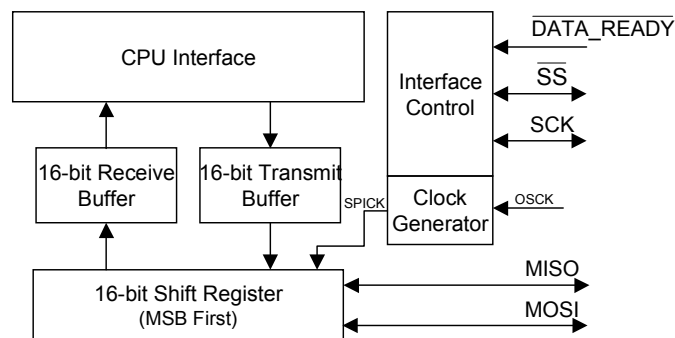 CPU Interface
Interface
Control
DATA_READY
SS
SCK
16-bit Receive
Buffer
16-bit Transmit
Buffer
SPICK
Clock
Generator
OSCK
16-bit Shift Register
(MSB First)
MISO
MOSI